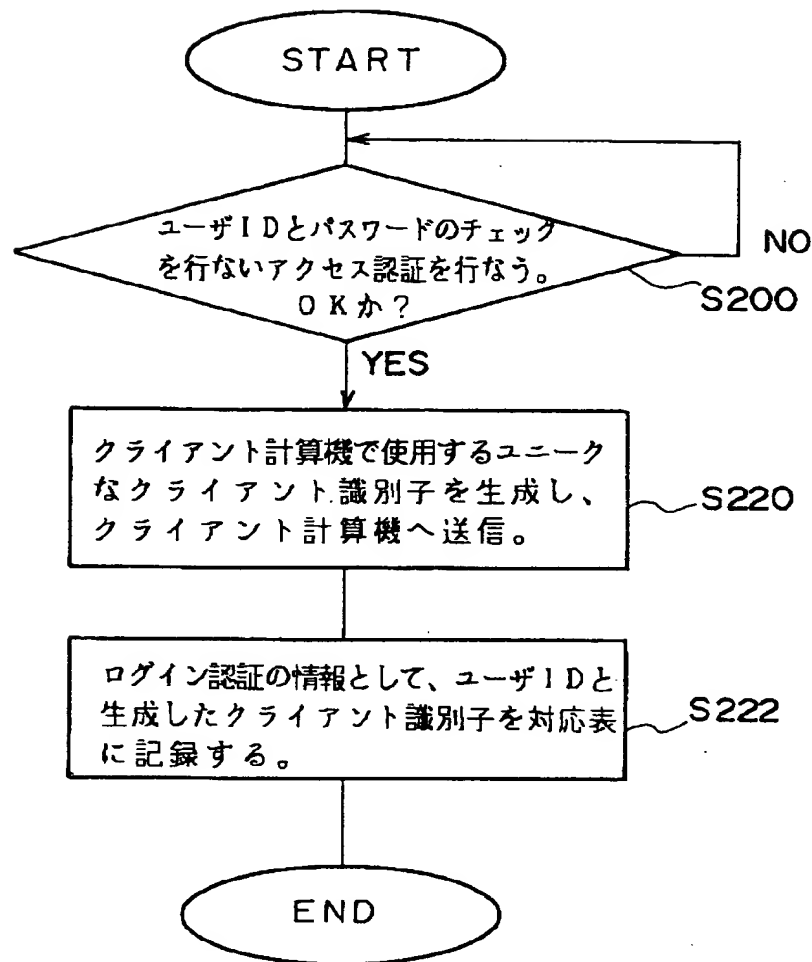 START
ユーザIDとパスワードのチェック
を行ないアクセス認証を行なう。
OKか?
NO
S200
YES
クライアント計算機で使用するユニーク
なクライアント識別子を生成し、
クライアント計算機へ送信。
S220
ログイン認証の情報として、ユーザIDと
生成したクライアント識別子を対応表
に記録する。
S222
END